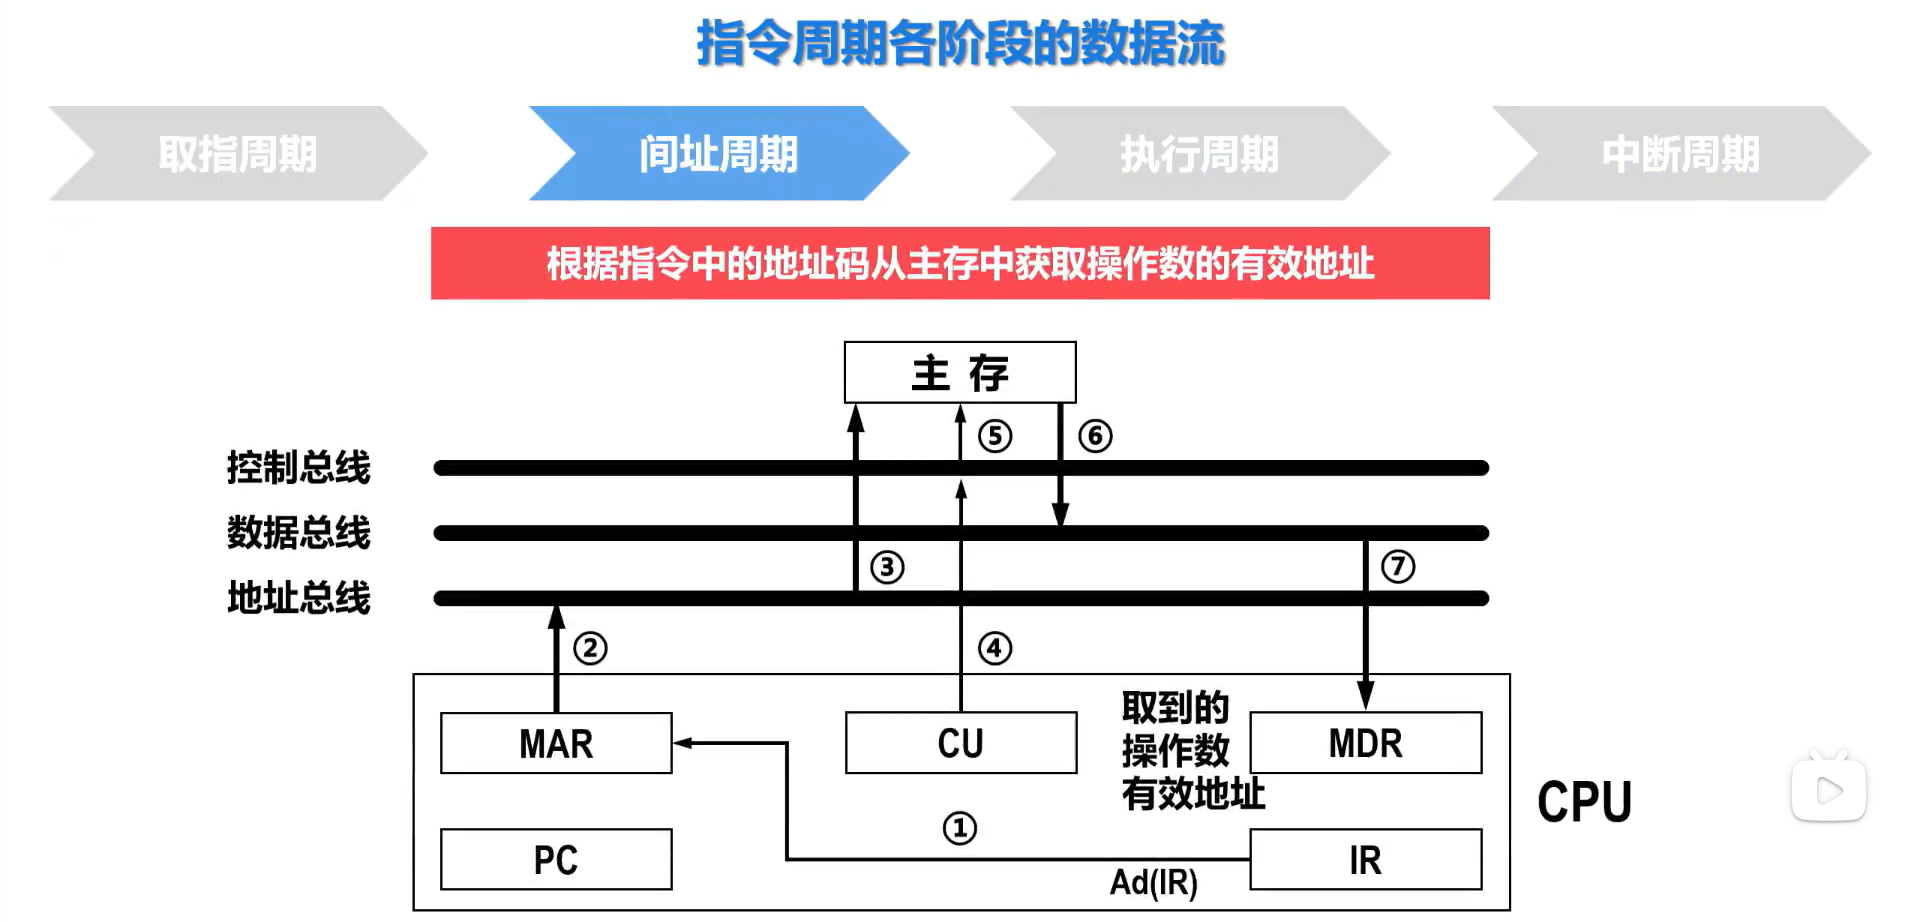 指令周期各阶段的数据流
取指周期
间址周期
执行周期
中断周期
根据指令中的地址码从主存中获取操作数的有效地址
主 存
⑤
⑥
控制总线
数据总线
③
⑦
地址总线
②
④
取到的
操作数
有效地址
MAR
CU
MDR
CPU
①
PC
IR
Ad(IR)